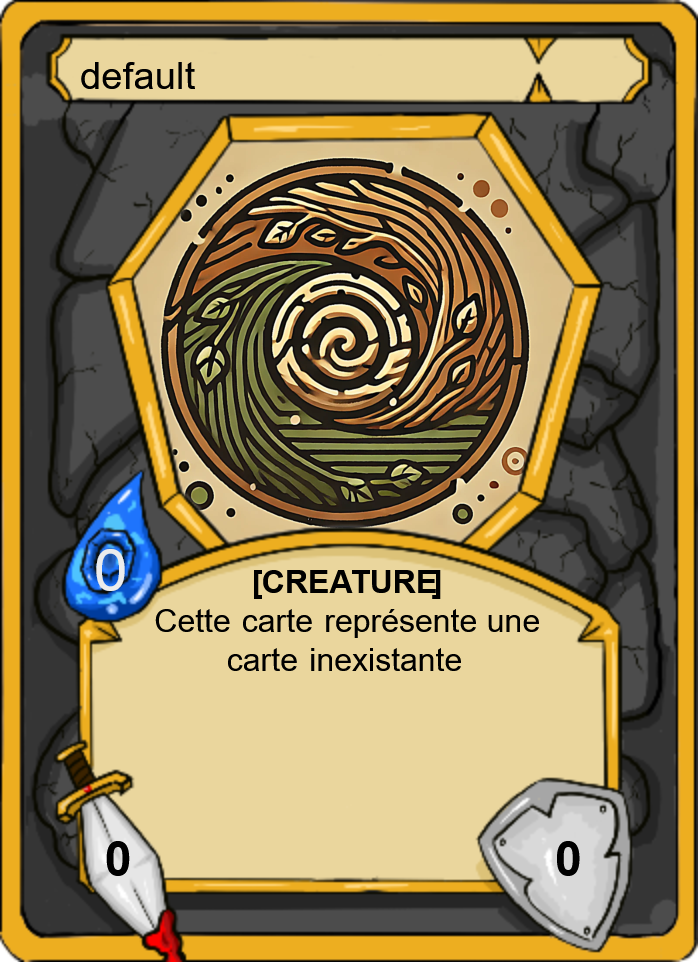 default
0
[CREATURE]
Cette carte représente une
carte inexistante
0
0